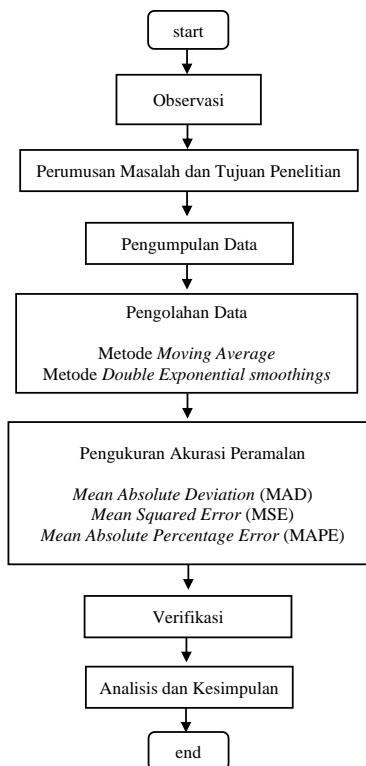 start
Observasi
Perumusan Masalah dan Tujuan Penelitian
Pengumpulan Data
Pengolahan Data
Metode Moving Average
Metode Double Exponential smoothings
Pengukuran Akurasi Peramalan
Mean Absolute Deviation (MAD)
Mean Squared Error (MSE)
Mean Absolute Percentage Error (MAPE)
Verifikasi
Analisis dan Kesimpulan
end